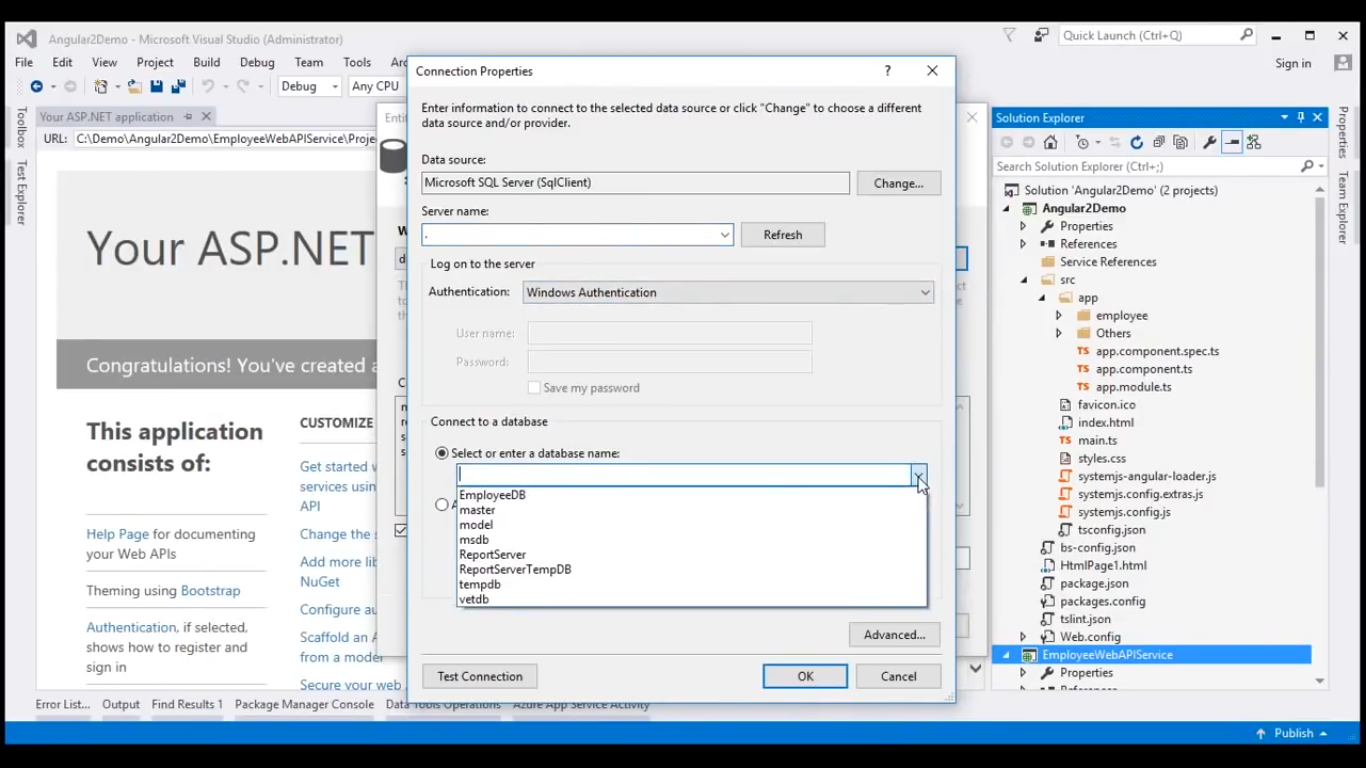 Angular2Demo - Microsoft Visual Studio (Administrator)
Quick Launch (Ctrl+Q)
File Edit View Project Build Debug Team Tools
Sign in
Debug
Any CPU
Toolbox
Test Explorer
Your ASP.NET application
URL: C:\Demo\Angular2Demo\EmployeeWebAPIService\Proje
Your ASP.NET
Congratulations! You've created a
This application
consists of:
Help Page for documenting
your Web APIs
Theming using Bootstrap
Authentication, if selected,
shows how to register and
sign in
CUSTOMIZE
Get started w
services using
API
Change the
Add more lib
NuGet
Configure au
Scaffold an A
from a model
Secure your web
Connection Properties
?
Enter information to connect to the selected data source or click "Change" to choose a different
data source and/or provider.
Data source:
Microsoft SQL Server (SqlClient)
Change...
Server name:
.
Refresh
Log on to the server
Authentication:
Windows Authentication
User name:
Password:
Save my password
Connect to a database
Select or enter a database name:
EmployeeDB
master
model
msdb
ReportServer
ReportServerTempDB
tempdb
vetdb
Advanced...
Test Connection
OK
Cancel
Solution Explorer
Search Solution Explorer (Ctrl+;)
Solution 'Angular2Demo' (2 projects)
Angular2Demo
Properties
References
Service References
src
app
employee
Others
TS app.component.spec.ts
TS app.component.ts
TS app.module.ts
favicon.ico
index.html
main.ts
styles.css
systemjs-angular-loader.js
systemjs.config.extras.js
systemjs.config.js
tsconfig.json
bs-config.json
HtmlPage1.html
package.json
packages.config
tslint.json
Web.config
EmployeeWebAPIService
Properties
References
Properties
Team Explorer
Error List... Output Find Results 1 Package Manager Console Data Tools Operations Azure App Service Activity
Publish